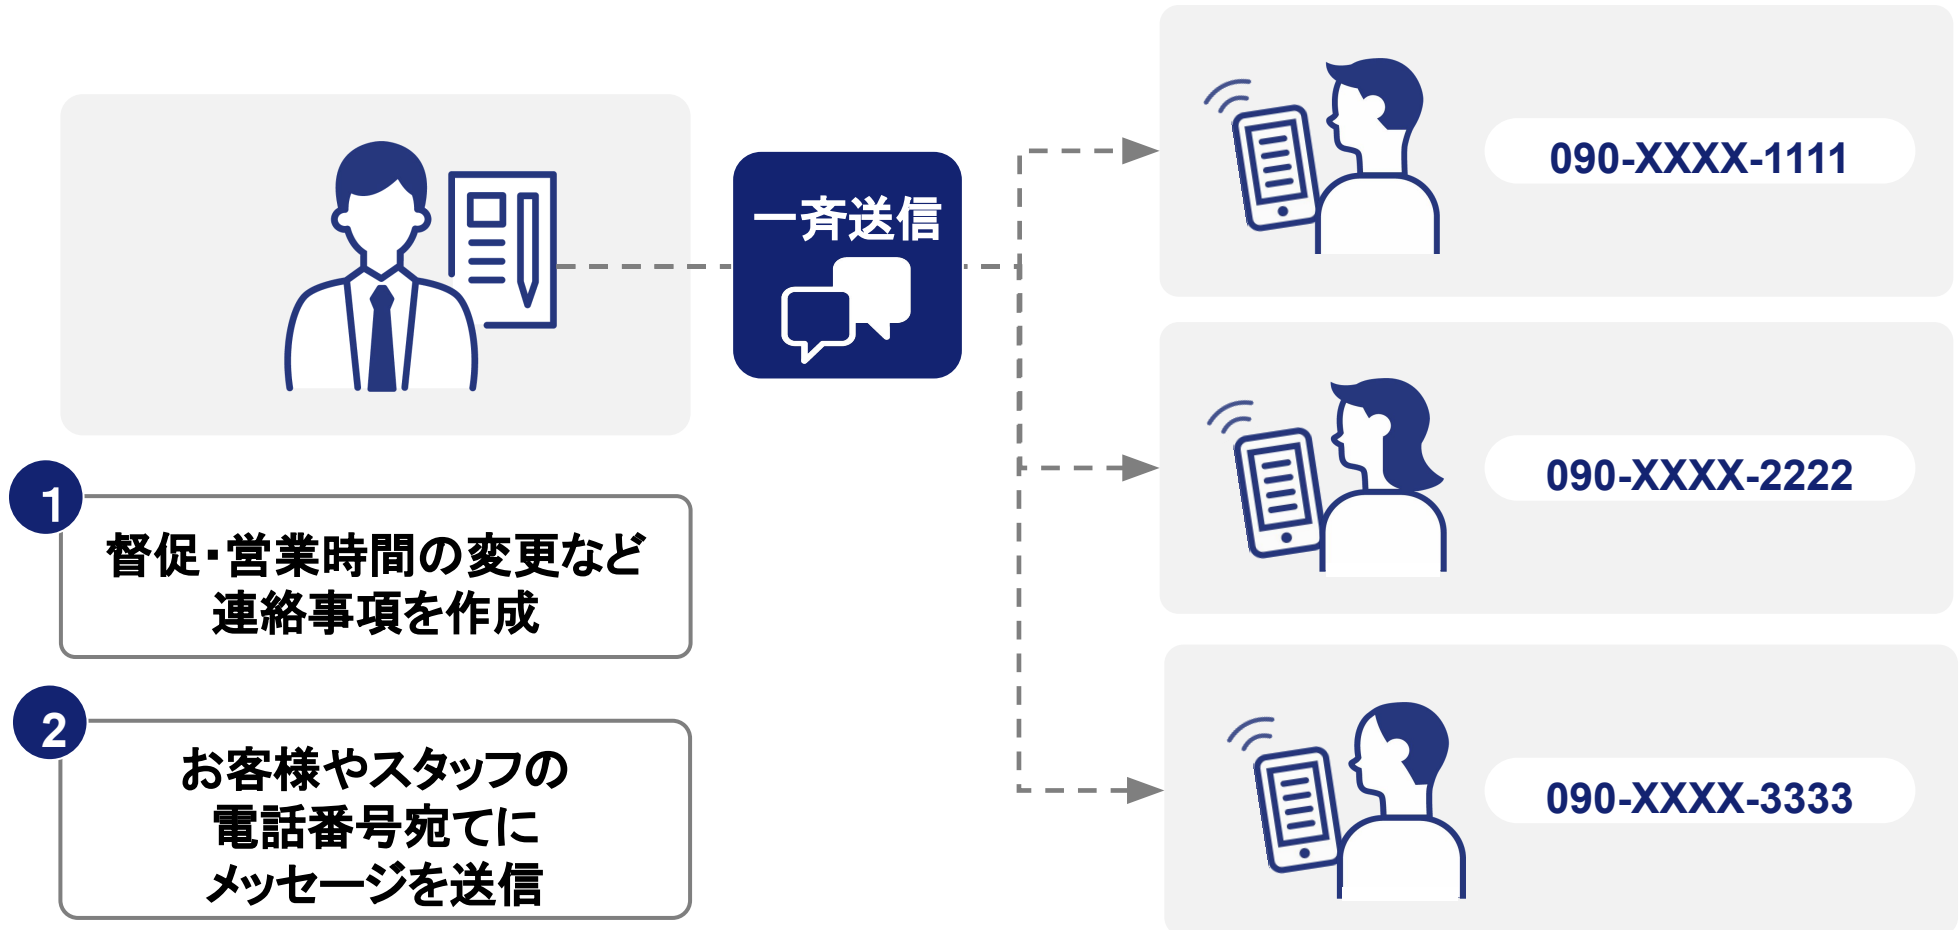 一斉送信
090-XXXX-1111
090-XXXX-2222
090-XXXX-3333
1
督促・営業時間の変更など
連絡事項を作成
2
お客様やスタッフの
電話番号宛てに
メッセージを送信